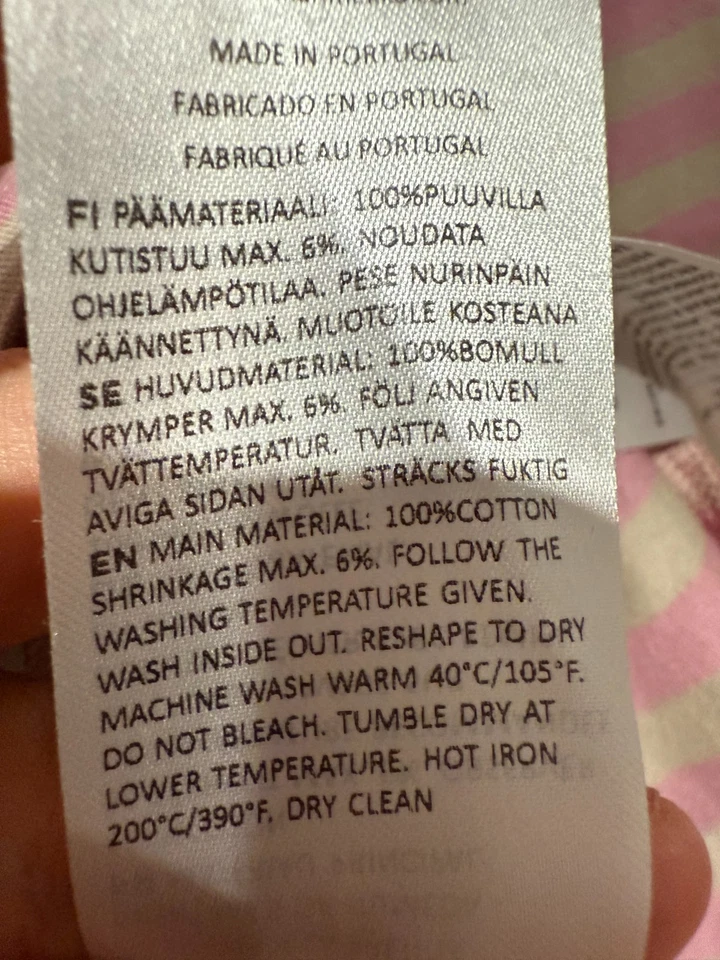 MADE IN PORTUGAL
FABRICADO EN PORTUGAL
FABRIQUÉ AU PORTUGAL
FI PÄÄMATERIAALI: 100%PUUVILLA
KUTISTUU MAX. 6%. NOUDATA
OHJELÄMPÖTILAA. PESE NURINPÄIN
KÄÄNNETTYNÄ. MUOTOILE KOSTEANA
SE HUVUDMATERIAL: 100%BOMULL
KRYMPER MAX. 6%. FÖLJ ANGIVEN
TVÄTTEMPERATUR. TVÄTTA MED
AVIGA SIDAN UTÅT. STRÄCKS FUKTIG
EN MAIN MATERIAL: 100%COTTON
SHRINKAGE MAX. 6%. FOLLOW THE
WASHING TEMPERATURE GIVEN.
WASH INSIDE OUT. RESHAPE TO DRY
MACHINE WASH WARM 40°C/105°F.
DO NOT BLEACH. TUMBLE DRY AT
LOWER TEMPERATURE. HOT IRON
200°C/390°F. DRY CLEAN